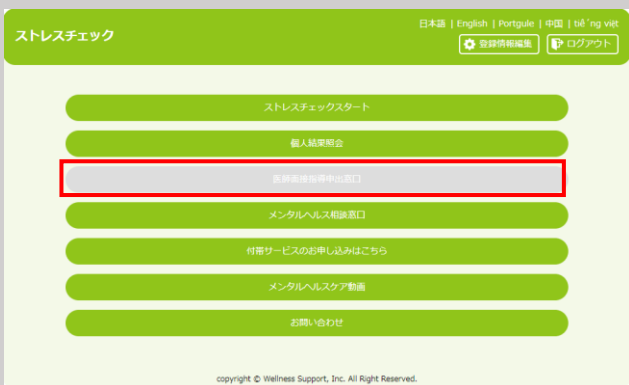 日本語 | English | Portgule | 中国 | tiếng việt
ストレスチェック
登録情報編集 ログアウト
ストレスチェックスタート
個人結果照会
医師面接指導申出窓口
メンタルヘルス相談窓口
付帯サービスのお申し込みはこちら
メンタルヘルスケア動画
お問い合わせ
copyright © Wellness Support, Inc. All Right Reserved.